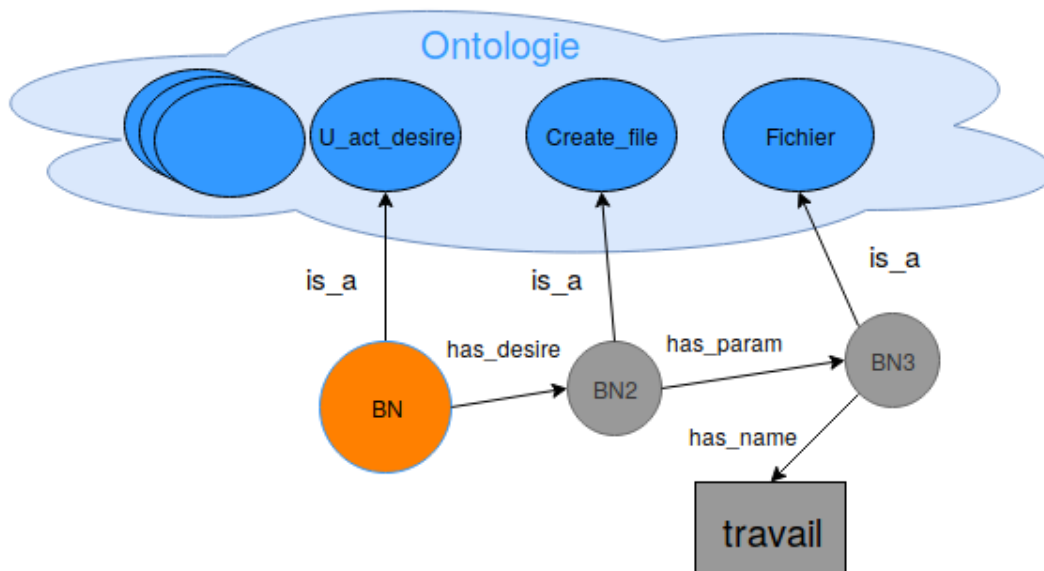 Ontologie
U_act_desire
Create_file
Fichier
is_a
is_a
is_a
has_desire
has_param
BN
BN2
BN3
has_name
travail